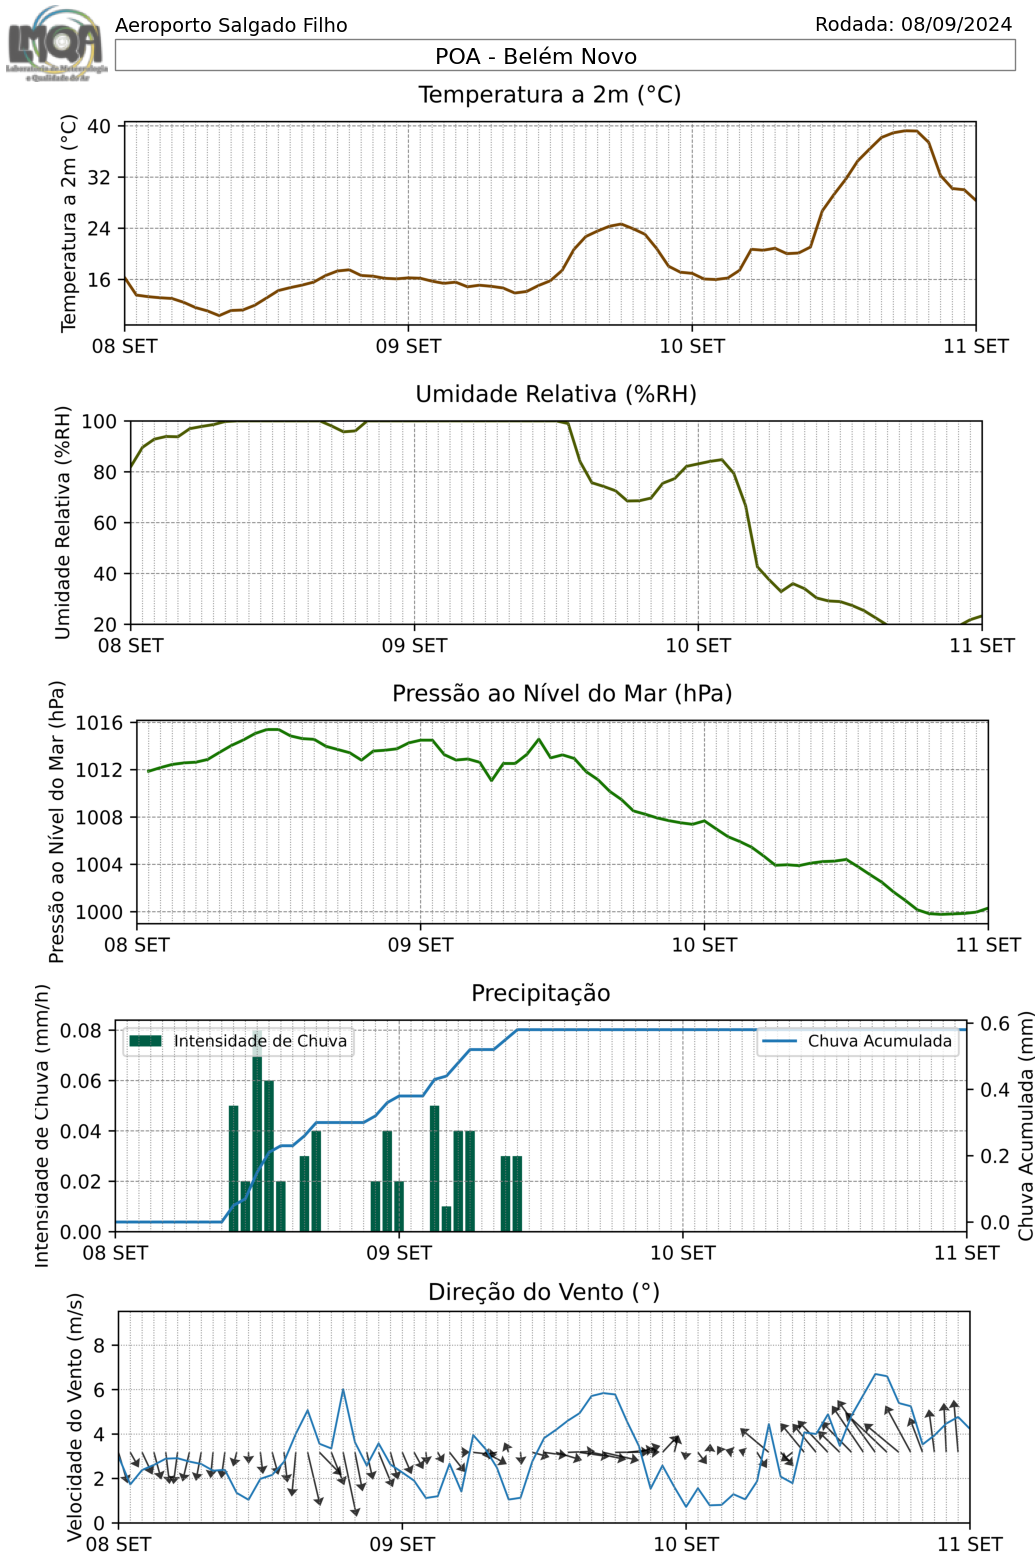 LMQA
Laboratório de Meteorologia
e Qualidade do Ar
Aeroporto Salgado Filho
Rodada: 08/09/2024
POA - Belém Novo
Temperatura a 2m (°C)
Temperatura a 2m (°C)
40
32
24
16
08 SET 09 SET 10 SET 11 SET
Umidade Relativa (%RH)
Umidade Relativa (%RH)
100
80
60
40
20
08 SET 09 SET 10 SET 11 SET
Pressão ao Nível do Mar (hPa)
Pressão ao Nível do Mar (hPa)
1016
1012
1008
1004
1000
08 SET 09 SET 10 SET 11 SET
Precipitação
Intensidade de Chuva (mm/h)
0.08
0.06
0.04
0.02
0.00
Intensidade de Chuva
Chuva Acumulada
0.6
0.4
0.2
0.0
Chuva Acumulada (mm)
08 SET 09 SET 10 SET 11 SET
Direção do Vento (°)
Velocidade do Vento (m/s)
8
6
4
2
0
08 SET 09 SET 10 SET 11 SET